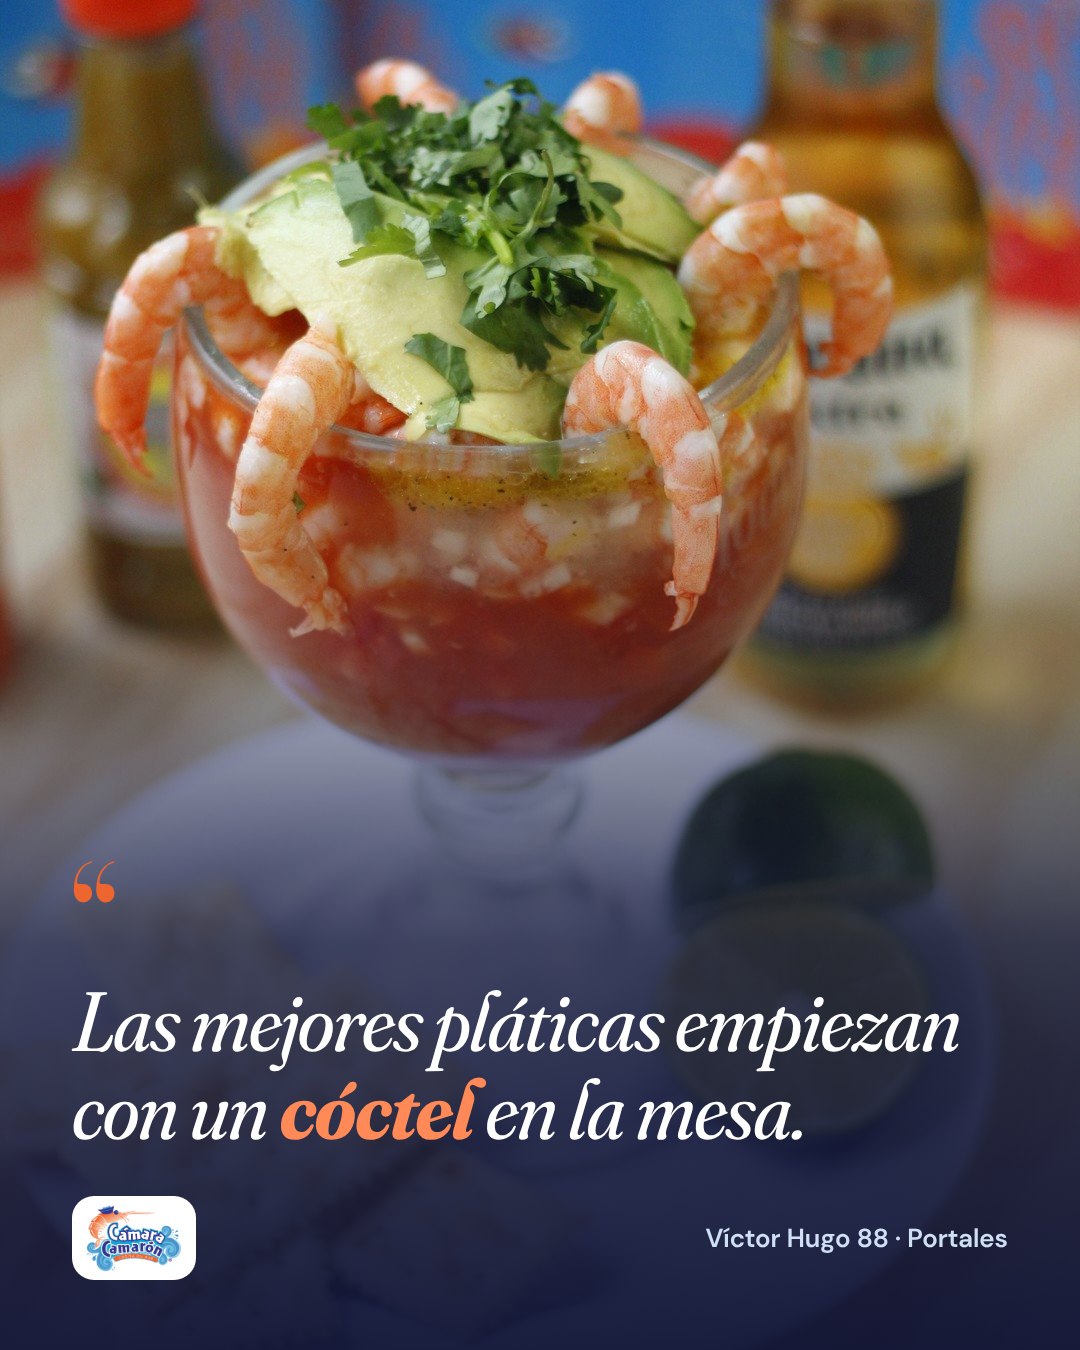 “
Las mejores pláticas empiezan
con un cóctel en la mesa.
Cámara
Camarón
Víctor Hugo 88 · Portales